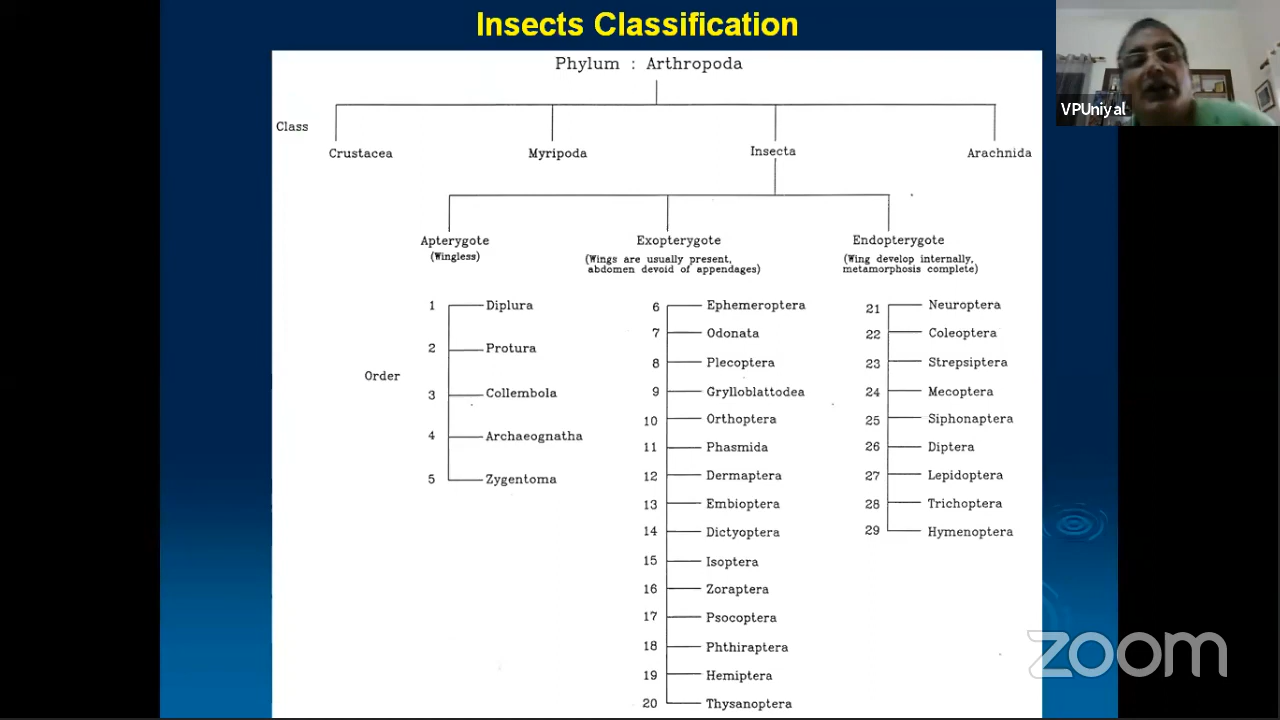 Insects Classification
VPUniyal
Phylum : Arthropoda
Class
Crustacea
Myripoda
Insecta
Arachnida
Apterygote
(Wingless)
Exopterygote
(Wings are usually present,
abdomen devoid of appendages)
Endopterygote
(Wing develop internally,
metamorphosis complete)
Order
1 Diplura
2 Protura
3 Collembola
4 Archaeognatha
5 Zygentoma
6 Ephemeroptera
7 Odonata
8 Plecoptera
9 Grylloblattodea
10 Orthoptera
11 Phasmida
12 Dermaptera
13 Embioptera
14 Dictyoptera
15 Isoptera
16 Zoraptera
17 Psocoptera
18 Phthiraptera
19 Hemiptera
20 Thysanoptera
21 Neuroptera
22 Coleoptera
23 Strepsiptera
24 Mecoptera
25 Siphonaptera
26 Diptera
27 Lepidoptera
28 Trichoptera
29 Hymenoptera
zoom